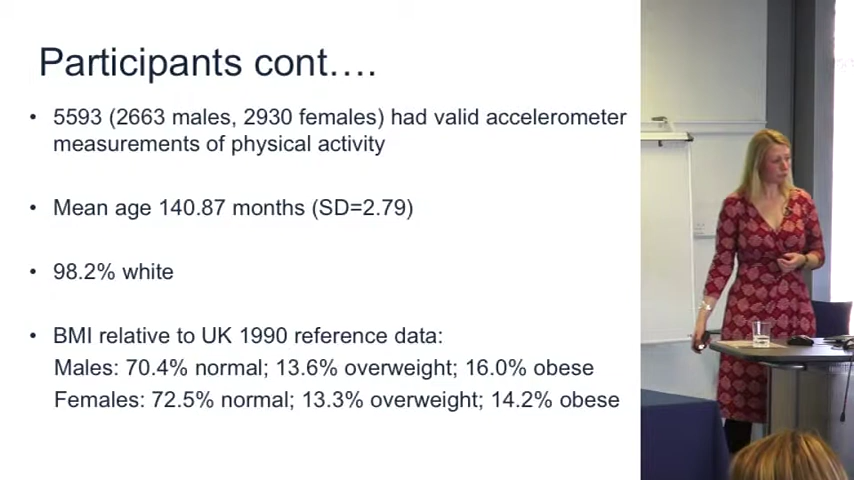 Participants cont….
• 5593 (2663 males, 2930 females) had valid accelerometer
measurements of physical activity
• Mean age 140.87 months (SD=2.79)
• 98.2% white
• BMI relative to UK 1990 reference data:
Males: 70.4% normal; 13.6% overweight; 16.0% obese
Females: 72.5% normal; 13.3% overweight; 14.2% obese